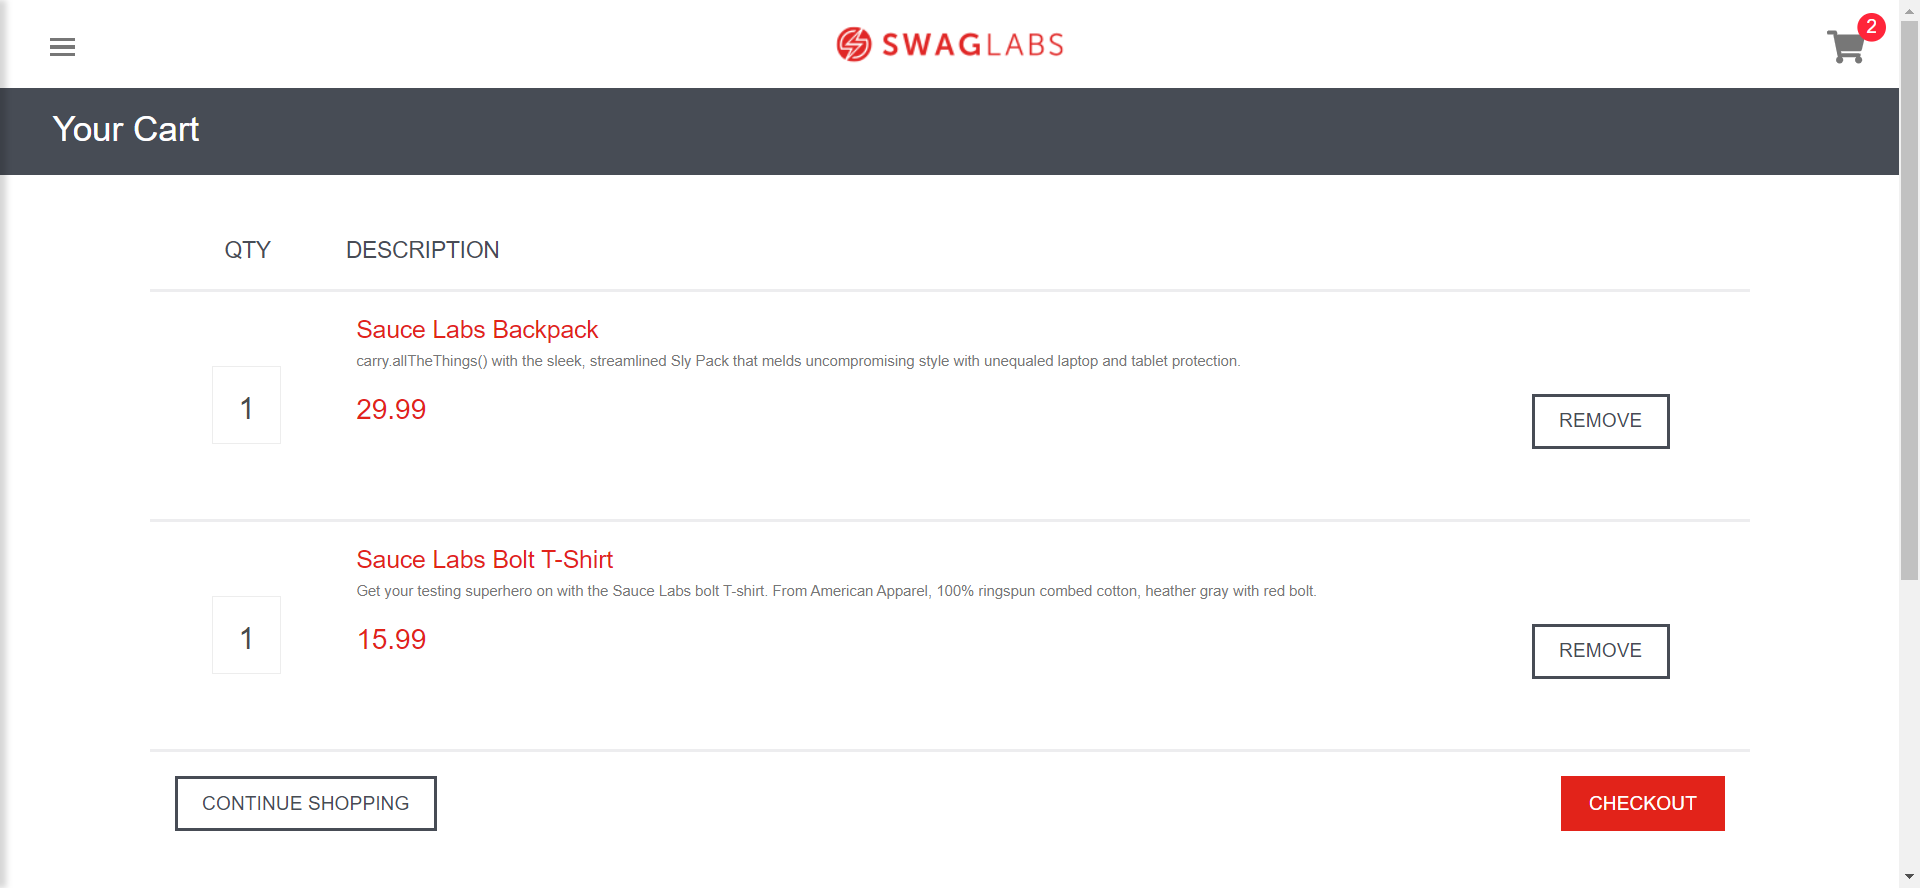 SWAGLABS
2
Your Cart
QTY DESCRIPTION
Sauce Labs Backpack
carry.allTheThings() with the sleek, streamlined Sly Pack that melds uncompromising style with unequaled laptop and tablet protection.
1
29.99
REMOVE
Sauce Labs Bolt T-Shirt
Get your testing superhero on with the Sauce Labs bolt T-shirt. From American Apparel, 100% ringspun combed cotton, heather gray with red bolt.
1
15.99
REMOVE
CONTINUE SHOPPING
CHECKOUT